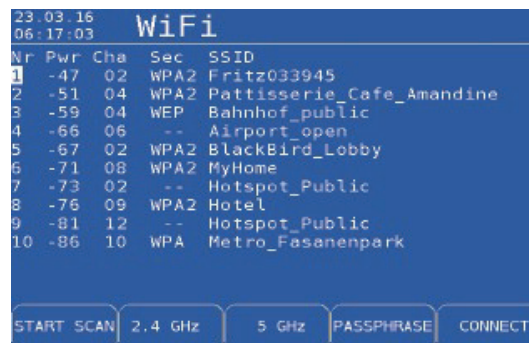 23.03.16
06:17:03 WiFi
Nr Pwr Cha Sec SSID
1 -47 02 WPA2 Fritz033945
2 -51 04 WPA2 Pattisserie_Cafe_Amandine
3 -59 04 WEP Bahnhof_public
4 -66 06 -- Airport_open
5 -67 02 WPA2 BlackBird_Lobby
6 -71 08 WPA2 MyHome
7 -73 02 -- Hotspot_Public
8 -76 09 WPA2 Hotel
9 -81 12 -- Hotspot_Public
10 -86 10 WPA Metro_Fasanenpark
START SCAN 2.4 GHz 5 GHz PASSPHRASE CONNECT